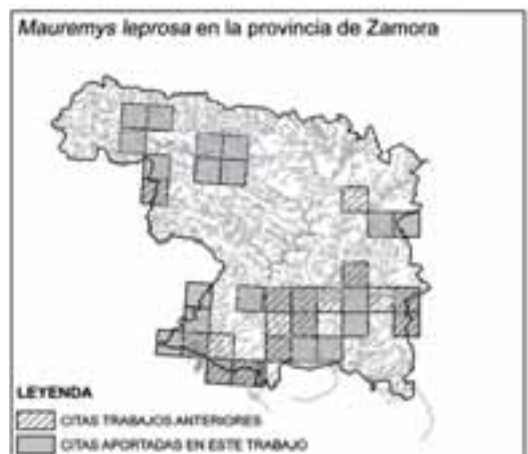 Mauremys leprosa en la provincia de Zamora
LEYENDA
CITAS TRABAJOS ANTERIORES
CITAS APORTADAS EN ESTE TRABAJO